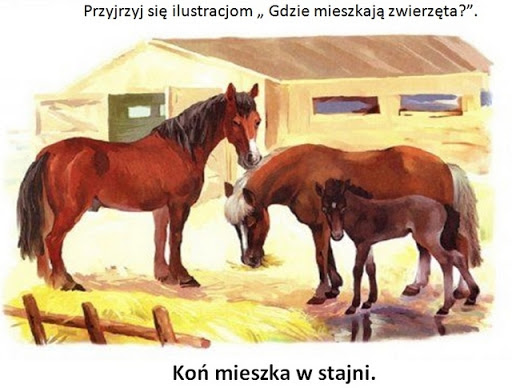 Przyjrzyj się ilustracjom „ Gdzie mieszkają zwierzęta?”.
Koń mieszka w stajni.